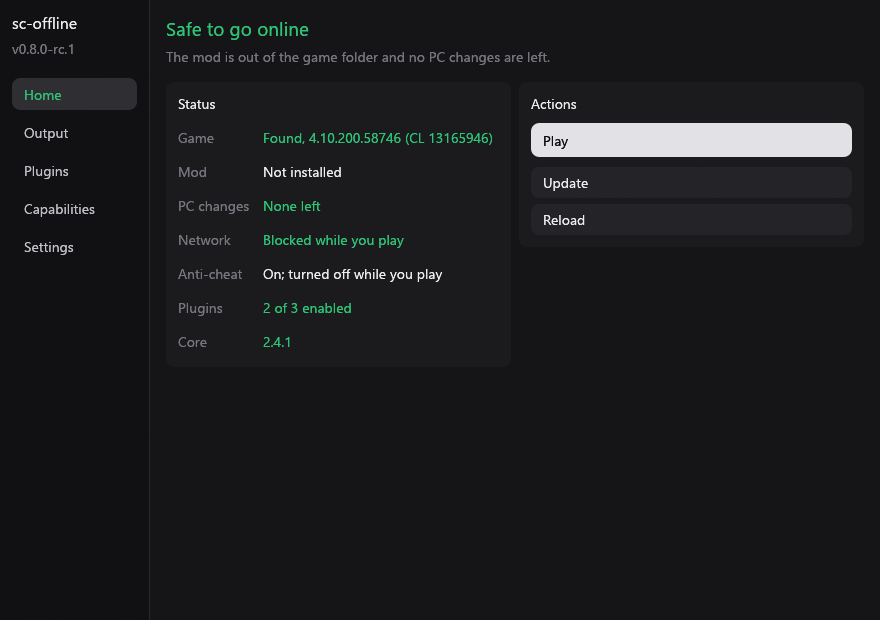 sc-offline
v0.8.0-rc.1
Home
Output
Plugins
Capabilities
Settings
Safe to go online
The mod is out of the game folder and no PC changes are left.
Status
Game Found, 4.10.200.58746 (CL 13165946)
Mod Not installed
PC changes None left
Network Blocked while you play
Anti-cheat On; turned off while you play
Plugins 2 of 3 enabled
Core 2.4.1
Actions
Play
Update
Reload